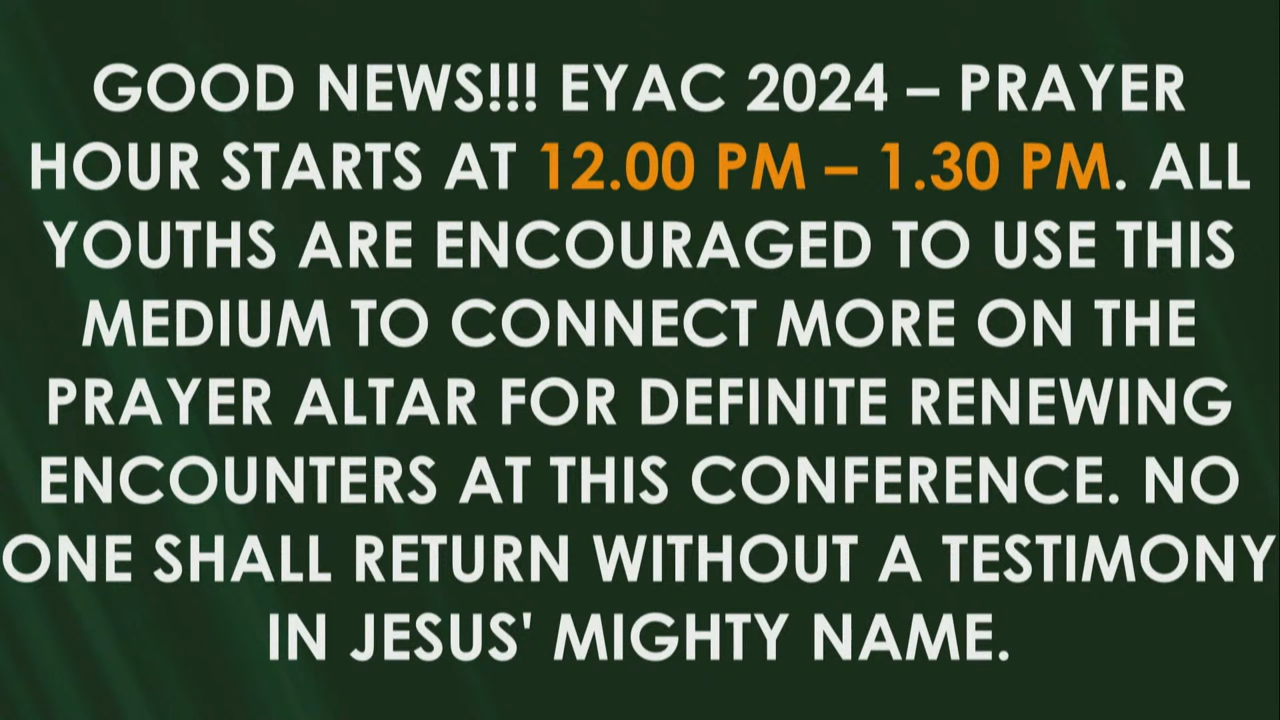 GOOD NEWS!!! EYAC 2024 – PRAYER
HOUR STARTS AT 12.00 PM – 1.30 PM. ALL
YOUTHS ARE ENCOURAGED TO USE THIS
MEDIUM TO CONNECT MORE ON THE
PRAYER ALTAR FOR DEFINITE RENEWING
ENCOUNTERS AT THIS CONFERENCE. NO
ONE SHALL RETURN WITHOUT A TESTIMONY
IN JESUS' MIGHTY NAME.